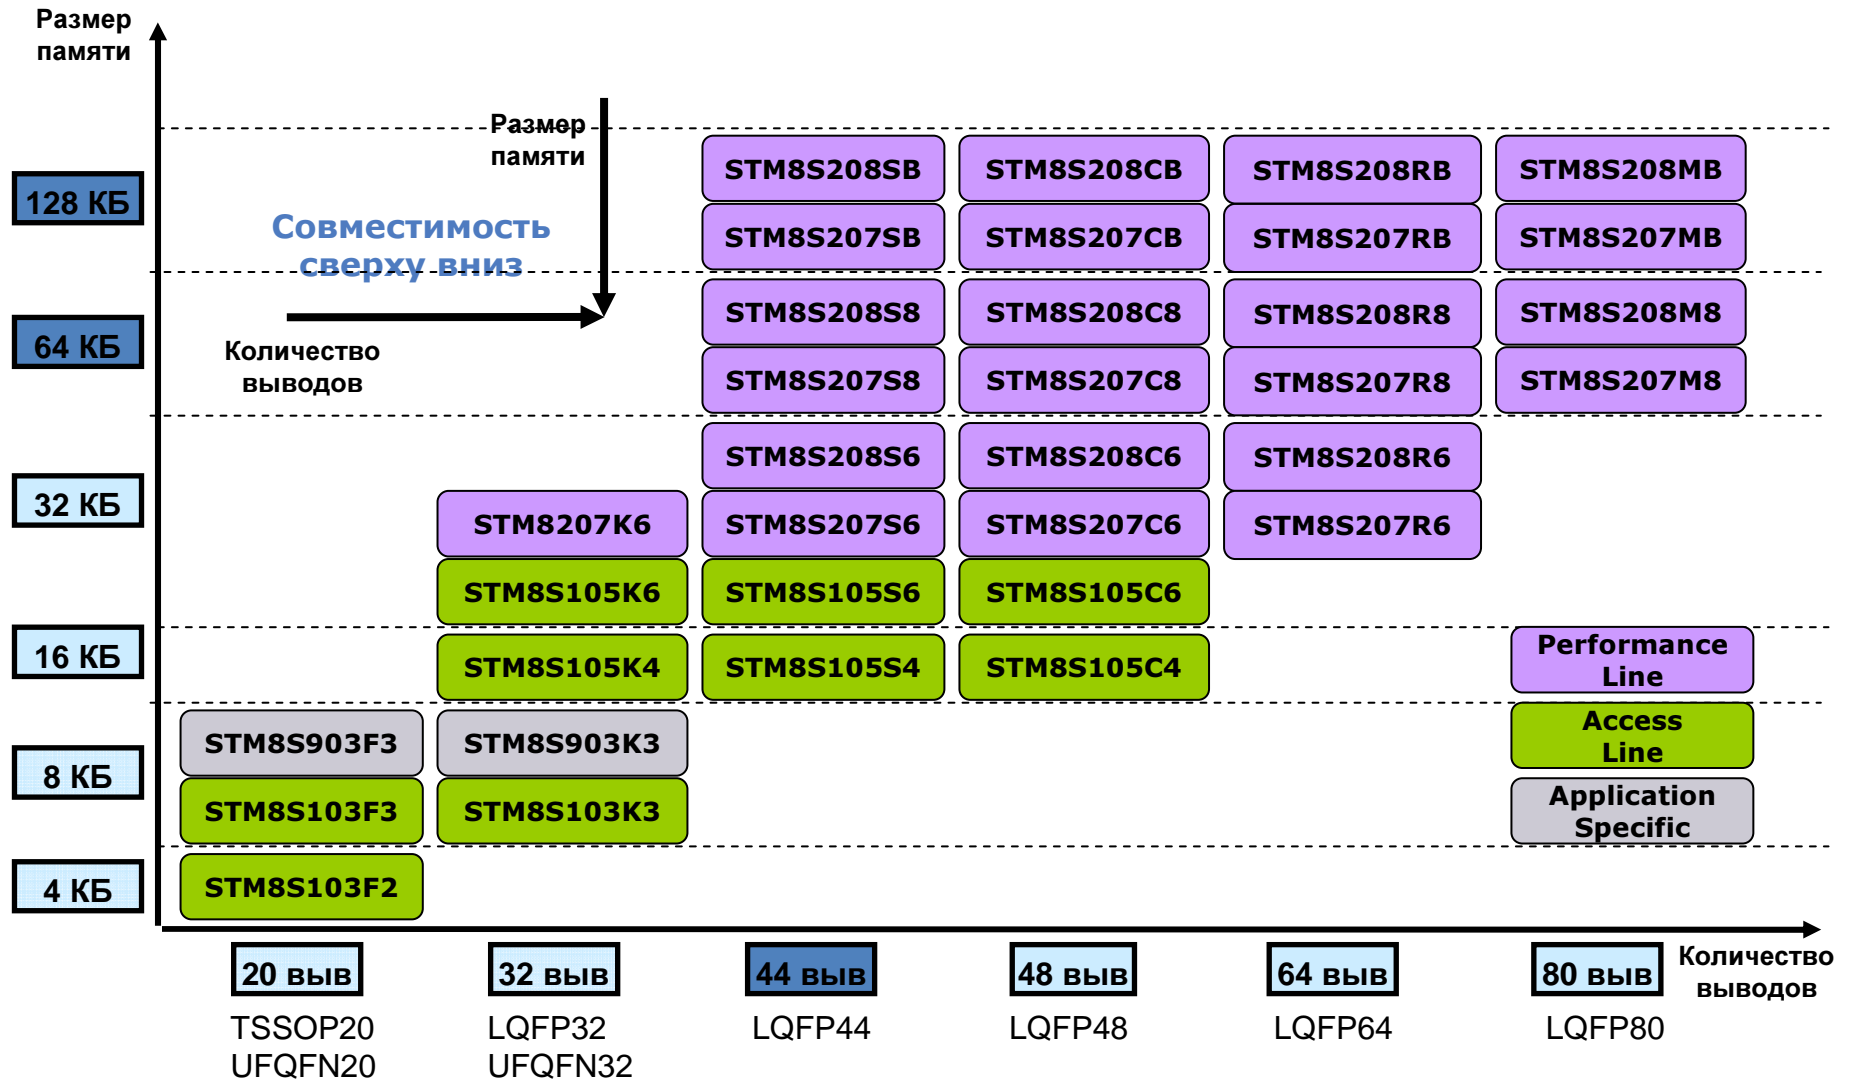 Размер
памяти
Размер
памяти
Совместимость
сверху вниз
Количество
выводов
128 КБ
STM8S208SB
STM8S208CB
STM8S208RB
STM8S208MB
STM8S207SB
STM8S207CB
STM8S207RB
STM8S207MB
64 КБ
STM8S208S8
STM8S208C8
STM8S208R8
STM8S208M8
STM8S207S8
STM8S207C8
STM8S207R8
STM8S207M8
32 КБ
STM8S208S6
STM8S208C6
STM8S208R6
STM8207K6
STM8S207S6
STM8S207C6
STM8S207R6
STM8S105K6
STM8S105S6
STM8S105C6
16 КБ
STM8S105K4
STM8S105S4
STM8S105C4
Performance
Line
8 КБ
STM8S903F3
STM8S903K3
Access
Line
STM8S103F3
STM8S103K3
Application
Specific
4 КБ
STM8S103F2
20 выв
32 выв
44 выв
48 выв
64 выв
80 выв
Количество
выводов
TSSOP20
UFQFN20
LQFP32
UFQFN32
LQFP44
LQFP48
LQFP64
LQFP80